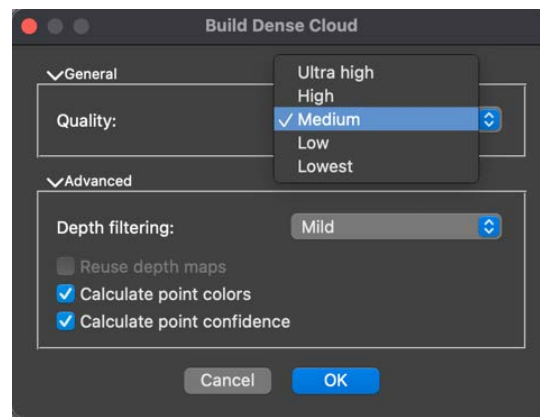 Build Dense Cloud
General
Ultra high
High
Quality: Medium
Low
Lowest
Advanced
Depth filtering: Mild
Reuse depth maps
Calculate point colors
Calculate point confidence
Cancel OK